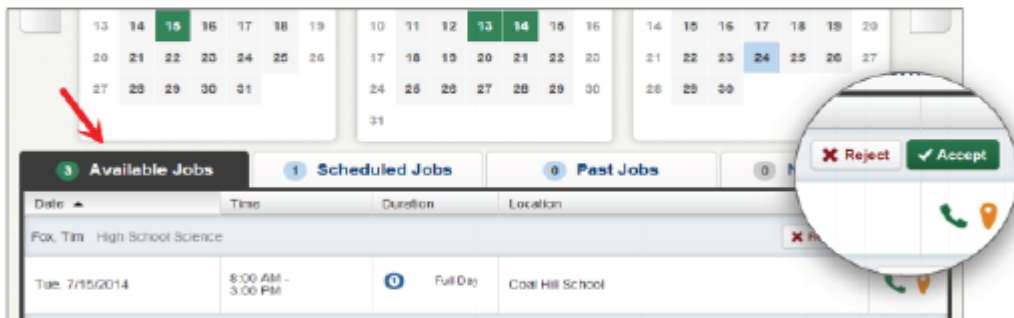 13 14 15 16 17 18 19 10 11 12 13 14 15 16 14 15 16 17 18 19 20
20 21 22 23 24 25 26 17 18 19 20 21 22 23 21 22 23 24 25 26 27
27 28 29 30 31 24 25 26 27 28 29 30 28 29 30
31
3 Available Jobs 1 Scheduled Jobs 0 Past Jobs 0
Reject Accept
Date Time Duration Location
Fox, Tim High School Science
Tue, 7/15/2014 8:00 AM - Full Day Coal Hill School
3:00 PM